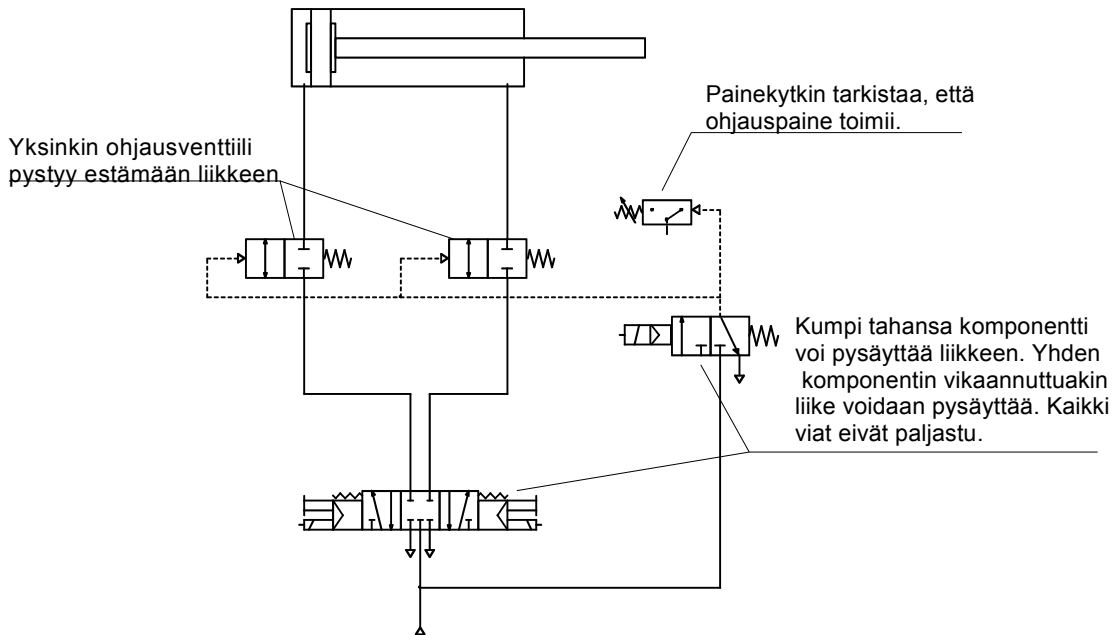 Painekytkin tarkistaa, että
ohjauspaine toimii.
Yksinkin ohjausventtiili
pystyy estämään liikkeen
Kumpi tahansa komponentti
voi pysäyttää liikkeen. Yhden
komponentin vikaannuttuakin
liike voidaan pysäyttää. Kaikki
viat eivät paljastu.